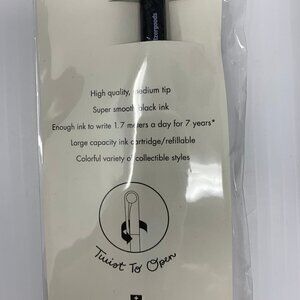 High quality, medium tip
Super smooth black ink
Enough ink to write 1.7 meters a day for 7 years*
Large capacity ink cartridge/refillable
Colorful variety of collectible styles
Twist To Open